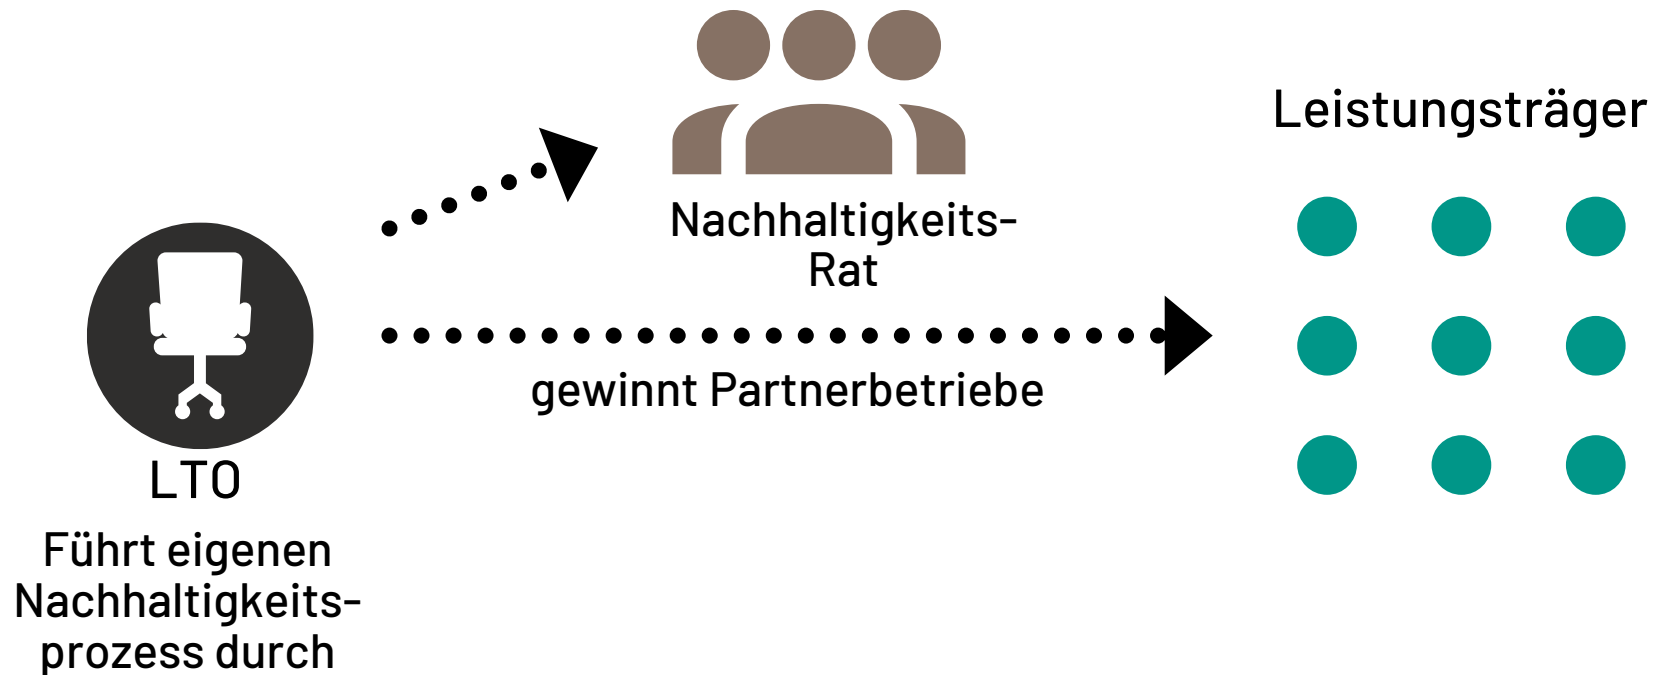 Leistungsträger
Nachhaltigkeits-
Rat
gewinnt Partnerbetriebe
LTO
Führt eigenen
Nachhaltigkeits-
prozess durch